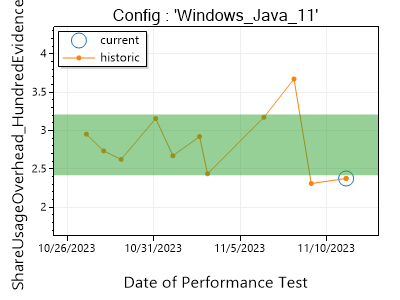 Config : 'Windows_Java_11'
ShareUsageOverhead_HundredEvidence
current
historic
4
3.5
3
2.5
2
10/26/2023
10/31/2023
11/5/2023
11/10/2023
Date of Performance Test